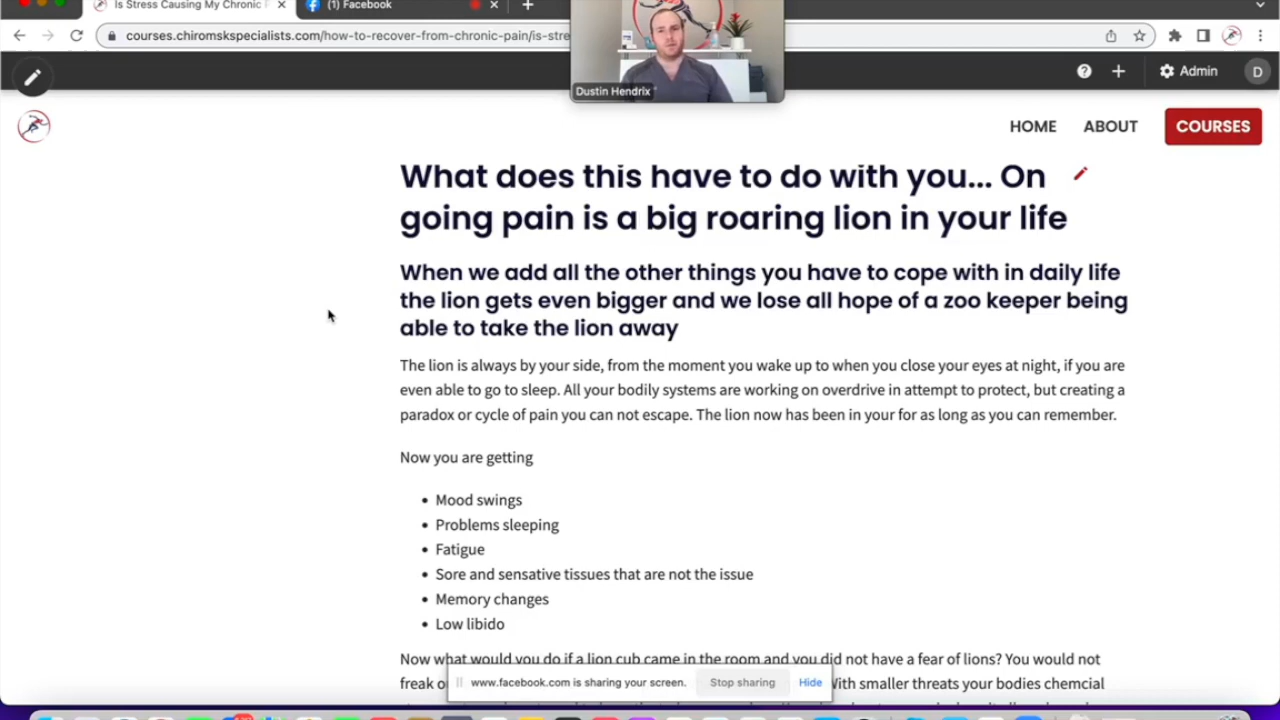 Is Stress Causing My Chronic
(1) Facebook
courses.chiromskspecialists.com/how-to-recover-from-chronic-pain/is-stre
Dustin Hendrix
Admin
D
HOME ABOUT COURSES
What does this have to do with you... On
going pain is a big roaring lion in your life
When we add all the other things you have to cope with in daily life
the lion gets even bigger and we lose all hope of a zoo keeper being
able to take the lion away
The lion is always by your side, from the moment you wake up to when you close your eyes at night, if you are
even able to go to sleep. All your bodily systems are working on overdrive in attempt to protect, but creating a
paradox or cycle of pain you can not escape. The lion now has been in your for as long as you can remember.
Now you are getting
• Mood swings
• Problems sleeping
• Fatigue
• Sore and sensative tissues that are not the issue
• Memory changes
• Low libido
Now what would you do if a lion cub came in the room and you did not have a fear of lions? You would not
freak
With smaller threats your bodies chemcial
www.facebook.com is sharing your screen.
Stop sharing
Hide